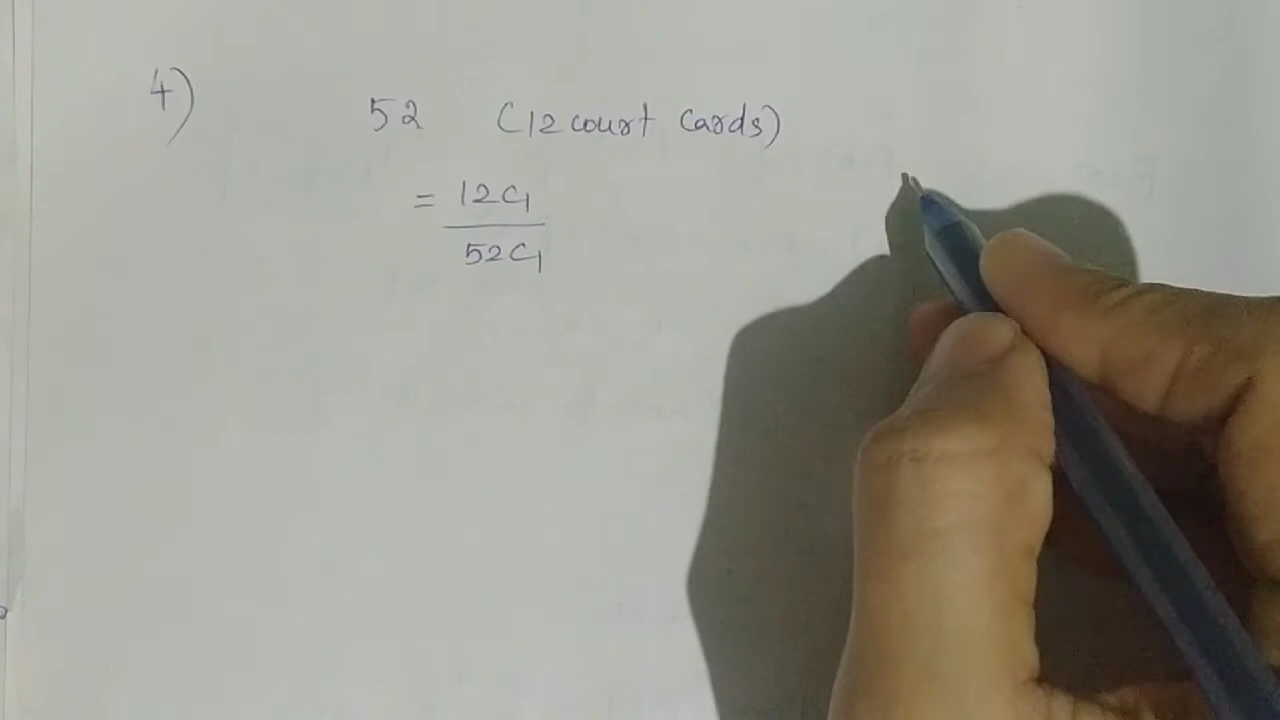 4) 52 (12 court cards)
= 12C₁
52C₁